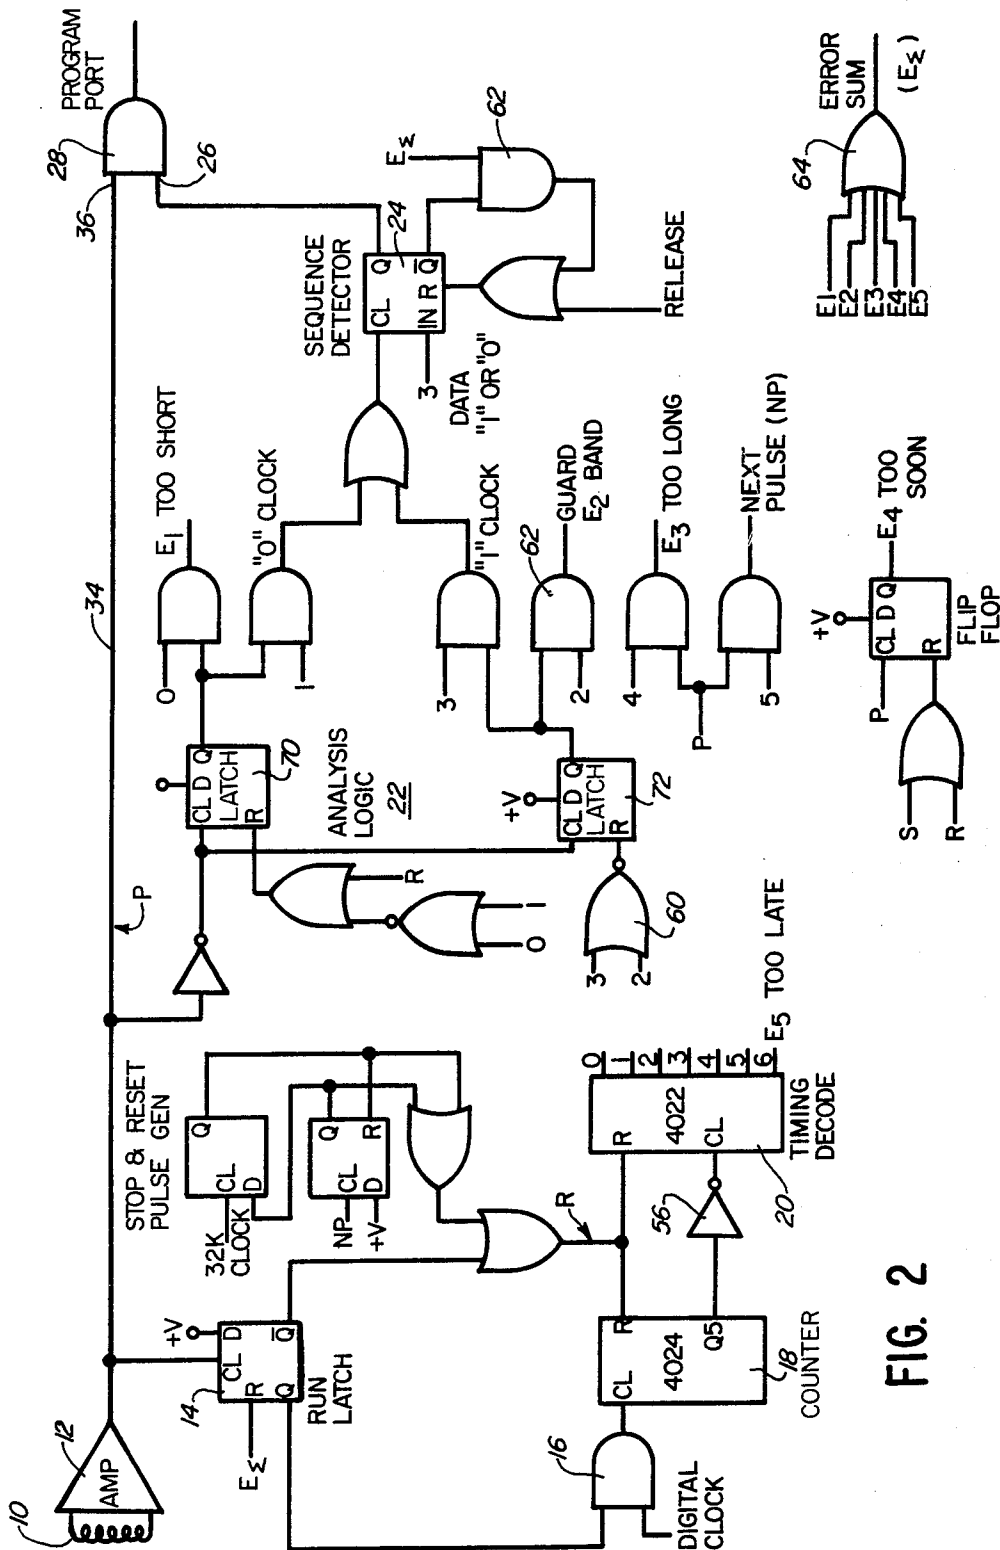 10
12
AMP
34
P
36
28
PROGRAM
PORT
26
+V
14
CL D
R
Q Q̅
RUN
LATCH
EΣ
STOP & RESET
PULSE GEN
32K
CLOCK
CL
D
Q
NP
+V
CL
D
Q
R
R
16
DIGITAL
CLOCK
CL
R
4024
Q5
18
COUNTER
56
R
4022
CL
20
TIMING
DECODE
0
1
2
3
4
5
6
E5 TOO LATE
CL D Q
LATCH
R
70
R
0
1
ANALYSIS
LOGIC
22
+V
CL D Q
LATCH
R
72
3
2
60
0
E1 TOO SHORT
1
"0" CLOCK
3
"1" CLOCK
2
62
GUARD
E2 BAND
4
E3 TOO LONG
P
5
NEXT
PULSE (NP)
SEQUENCE
DETECTOR
CL
Q
24
IN R Q̅
3
DATA
"1" OR "0"
EΣ
62
RELEASE
S
R
P
+V
CL D Q
R
E4 TOO
SOON
FLIP
FLOP
E1
E2
E3
E4
E5
64
ERROR
SUM
(EΣ)
FIG. 2